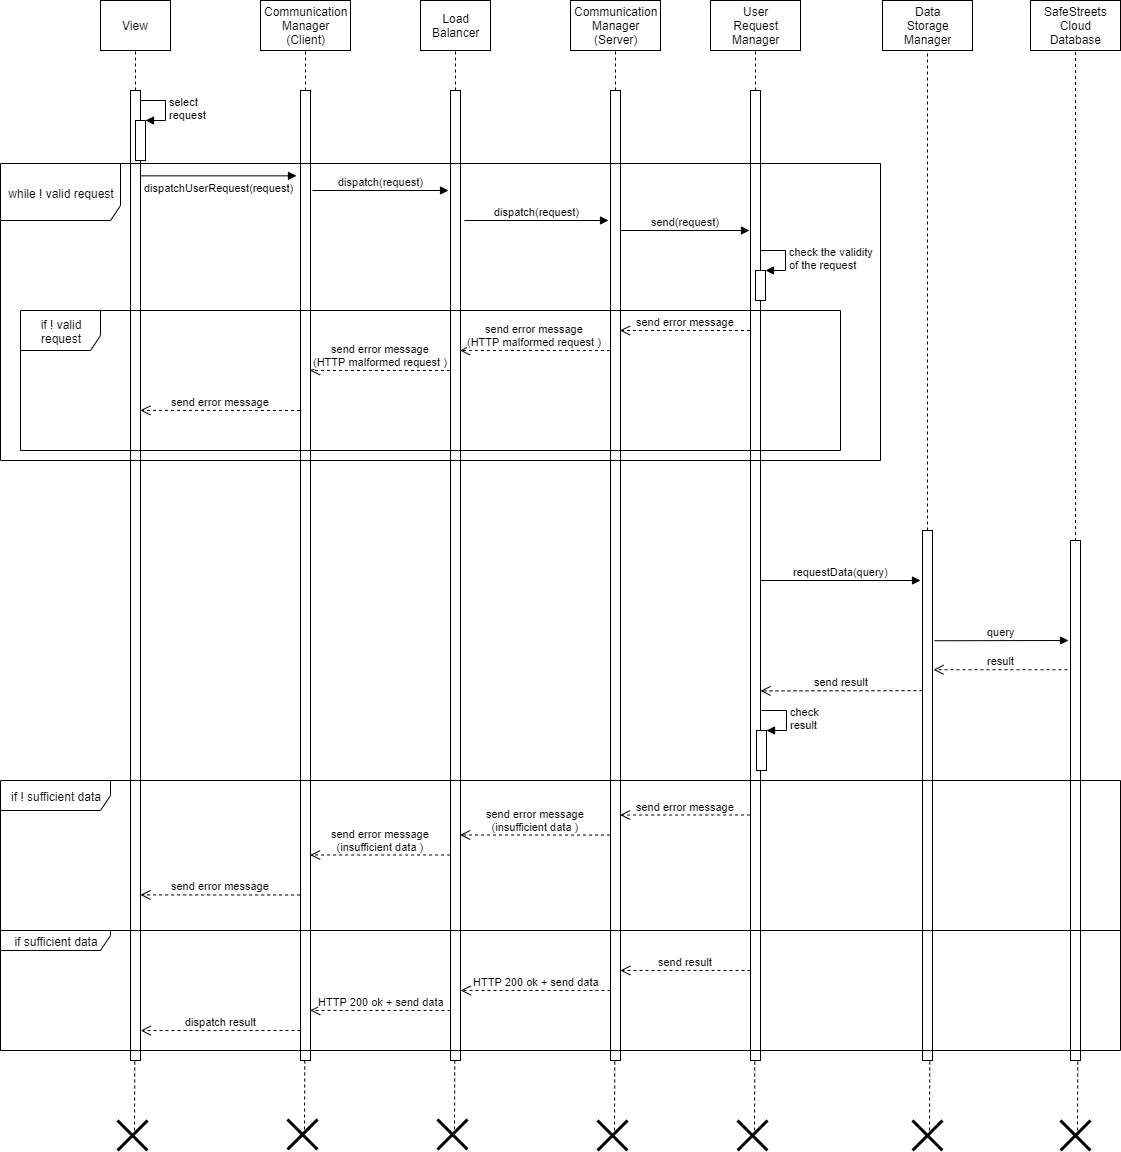 View
Communication
Manager
(Client)
Load
Balancer
Communication
Manager
(Server)
User
Request
Manager
Data
Storage
Manager
SafeStreets
Cloud
Database
select
request
while ! valid request
dispatchUserRequest(request)
dispatch(request)
dispatch(request)
send(request)
check the validity
of the request
if ! valid
request
send error message
send error message
(HTTP malformed request )
send error message
(HTTP malformed request )
send error message
requestData(query)
query
result
send result
check
result
if ! sufficient data
send error message
send error message
(insufficient data )
send error message
(insufficient data )
send error message
if sufficient data
send result
HTTP 200 ok + send data
HTTP 200 ok + send data
dispatch result